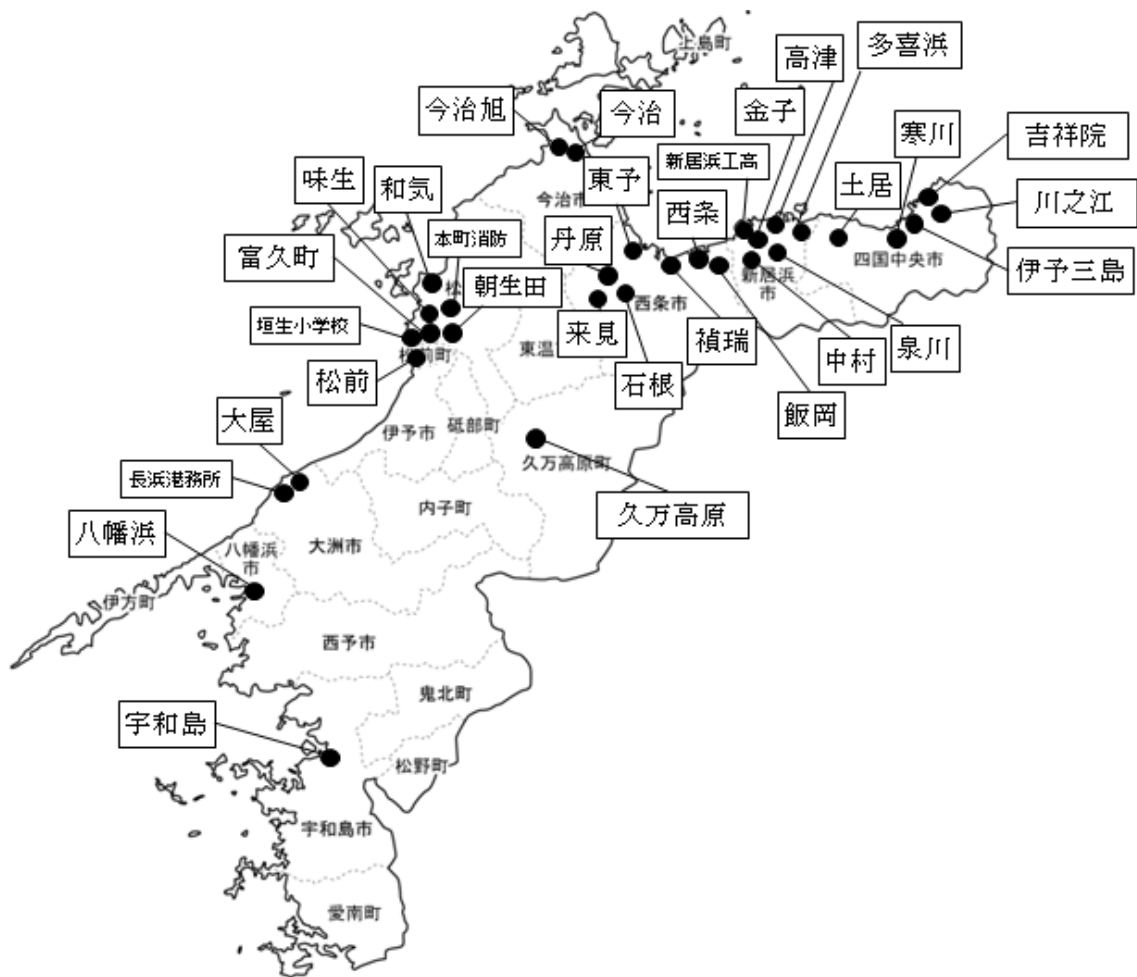 上島町
多喜浜
高津
今治旭
今治
金子
寒川
吉祥院
味生
和気
今治市
東予
新居浜工高
西条
土居
川之江
富久町
本町消防
丹原
四国中央市
伊予三島
朝生田
新居浜
市
西条市
垣生小学校
松前町
東温
来見
禎瑞
中村
泉川
松前
石根
飯岡
大屋
伊予市
砥部町
久万高原町
長浜港務所
内子町
久万高原
八幡浜
八幡浜
市
大洲市
伊方町
西予市
鬼北町
宇和島
松野町
宇和島市
愛南町